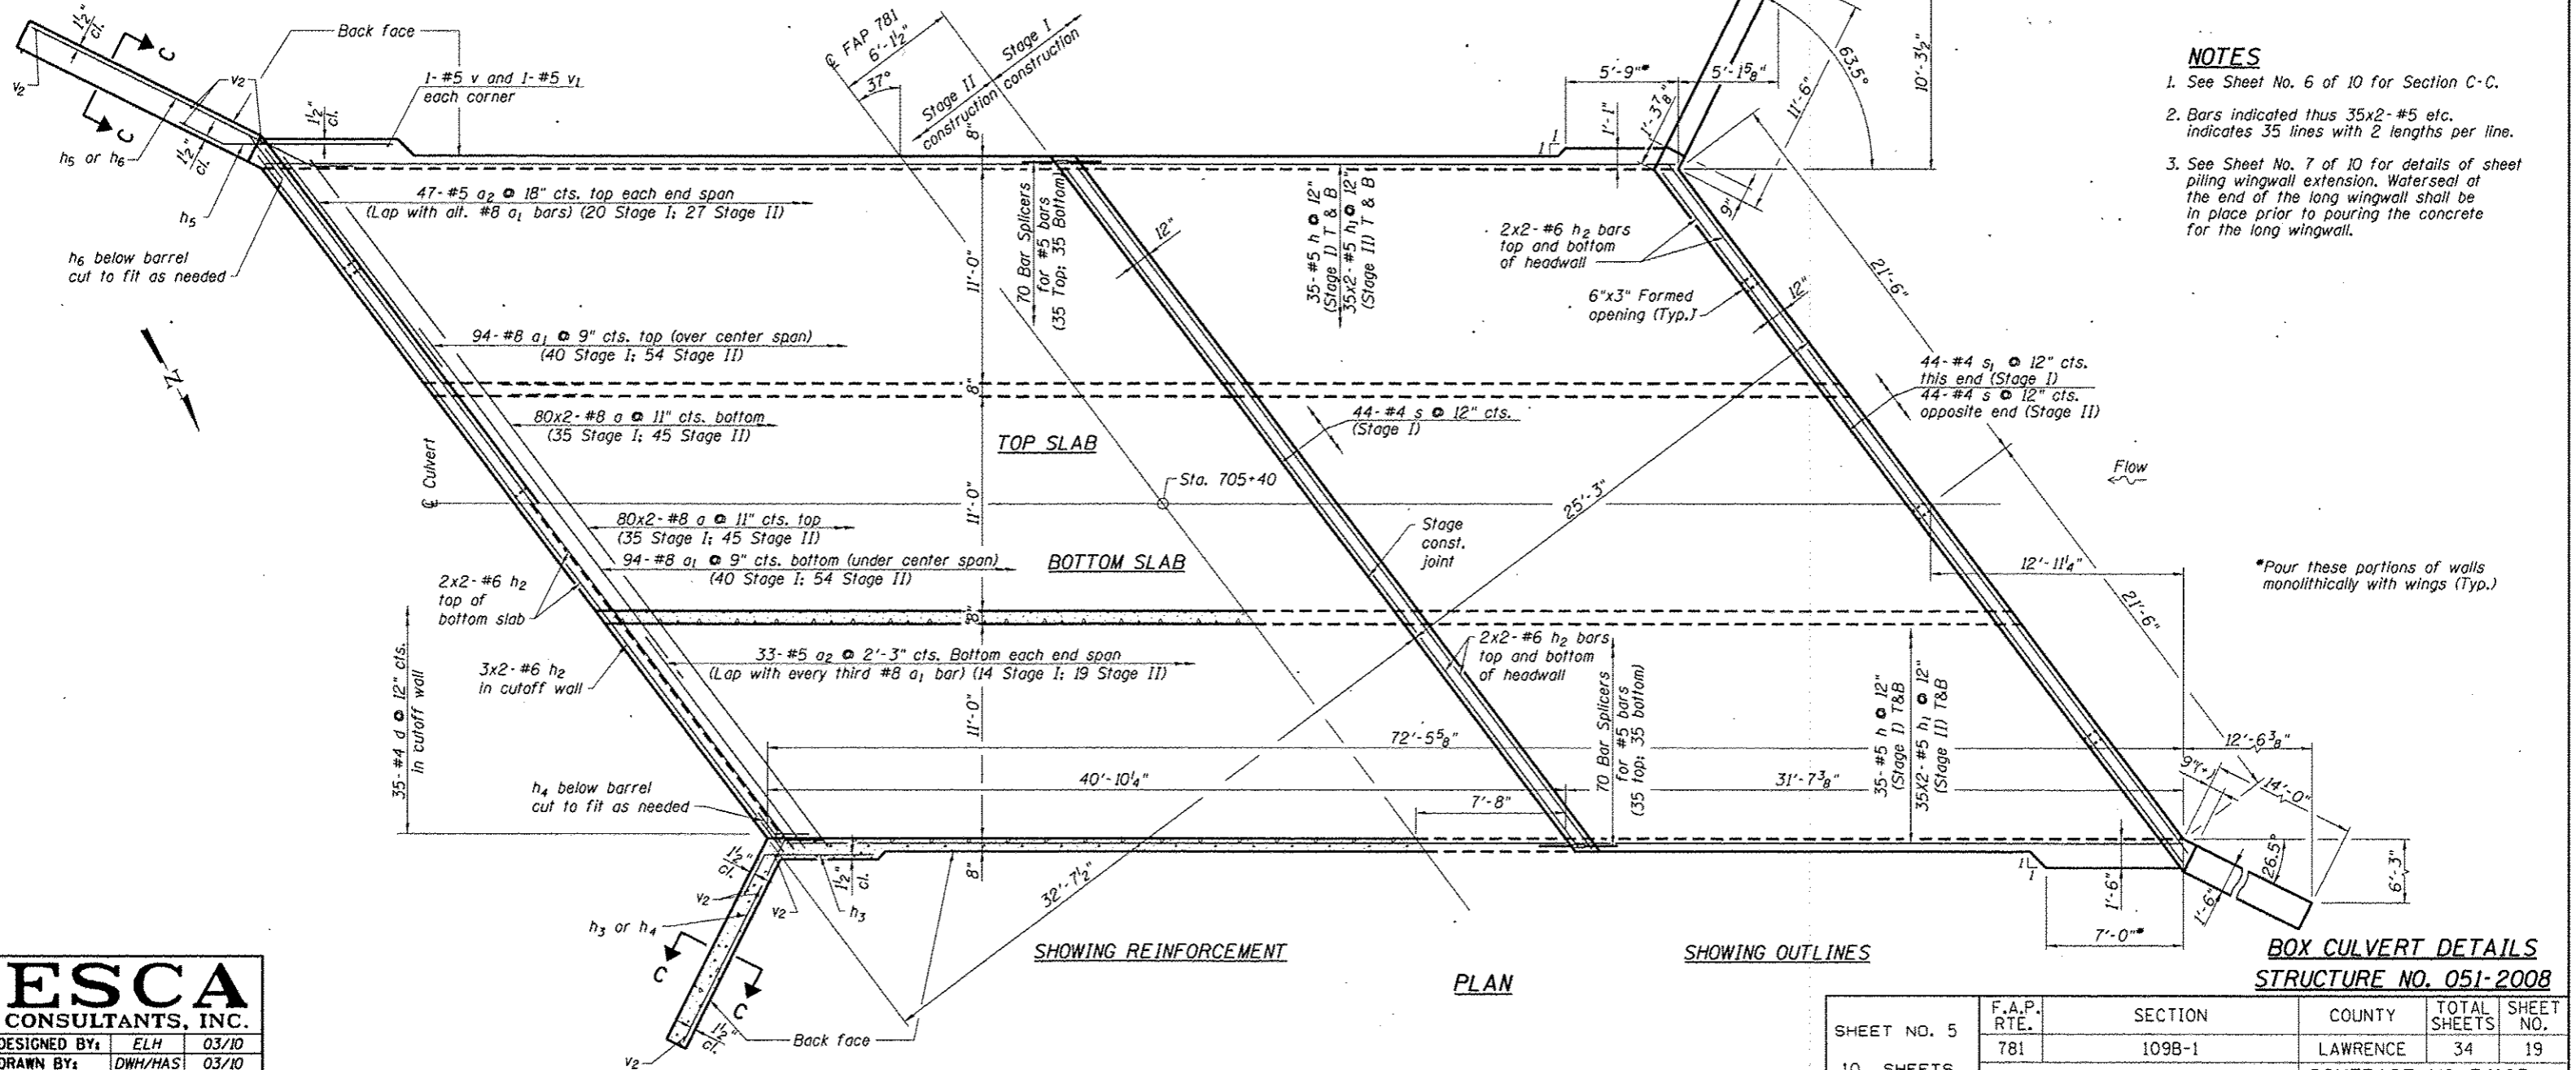 1½" cl.
C
Back face
v2
v2
1-#5 v and 1-#5 v1
each corner
1½" cl.
C
h5 or h6
1½" cl.
h5
h6 below barrel
cut to fit as needed
℄ FAP 781
6'-1½"
37°
Stage I
construction
Stage II
construction
8"
47-#5 a2 @ 18" cts. top each end span
(Lap with alt. #8 a1 bars) (20 Stage I; 27 Stage II)
11'-0"
70 Bar Splicers
for #5 bars
(35 Top; 35 Bottom)
12"
35-#5 h @ 12"
(Stage I) T & B
35x2-#5 h1 @ 12"
(Stage II) T & B
5'-9"*
5'-1⅝"
1'-1"
1'-3⅞"
1
1
11'-6"
63.5°
10'-3½"
9"
2x2-#6 h2 bars
top and bottom
of headwall
6"x3" Formed
opening (Typ.)
12"
21'-6"
NOTES
1. See Sheet No. 6 of 10 for Section C-C.
2. Bars indicated thus 35x2-#5 etc.
indicates 35 lines with 2 lengths per line.
3. See Sheet No. 7 of 10 for details of sheet
piling wingwall extension. Waterseal at
the end of the long wingwall shall be
in place prior to pouring the concrete
for the long wingwall.
N
94-#8 a1 @ 9" cts. top (over center span)
(40 Stage I; 54 Stage II)
8"
80x2-#8 a @ 11" cts. bottom
(35 Stage I; 45 Stage II)
TOP SLAB
44-#4 s @ 12" cts.
(Stage I)
44-#4 s1 @ 12" cts.
this end (Stage I)
44-#4 s @ 12" cts.
opposite end (Stage II)
℄ Culvert
Sta. 705+40
Flow
11'-0"
25'-3"
80x2-#8 a @ 11" cts. top
(35 Stage I; 45 Stage II)
94-#8 a1 @ 9" cts. bottom (under center span)
(40 Stage I; 54 Stage II)
BOTTOM SLAB
Stage
const.
joint
12'-11¼"
*Pour these portions of walls
monolithically with wings (Typ.)
2x2-#6 h2
top of
bottom slab
8"
21'-6"
35-#4 d @ 12" cts.
in cutoff wall
3x2-#6 h2
in cutoff wall
33-#5 a2 @ 2'-3" cts. Bottom each end span
(Lap with every third #8 a1 bar) (14 Stage I; 19 Stage II)
2x2-#6 h2 bars
top and bottom
of headwall
11'-0"
70 Bar Splicers
for #5 bars
(35 top; 35 bottom)
35-#5 h @ 12"
(Stage I) T&B
35x2-#5 h1 @ 12"
(Stage II) T&B
72'-5⅝"
12'-6⅜"
40'-10¼"
31'-7⅜"
9"(+)
14'-0"
h4 below barrel
cut to fit as needed
7'-8"
1½" cl.
v2
v2
1½" cl.
h3
8"
32'-7½"
1
1
1'-6"
1'-6"
26.5°
6'-3"
7'-0"*
h3 or h4
C
C
1½" cl.
v2
Back face
SHOWING REINFORCEMENT
SHOWING OUTLINES
PLAN
BOX CULVERT DETAILS
STRUCTURE NO. 051-2008
ESCA
CONSULTANTS, INC.
DESIGNED BY: ELH 03/10
DRAWN BY: DWH/HAS 03/10
SHEET NO. 5
10 SHEETS
F.A.P. RTE. SECTION COUNTY TOTAL SHEETS SHEET NO.
781 109B-1 LAWRENCE 34 19